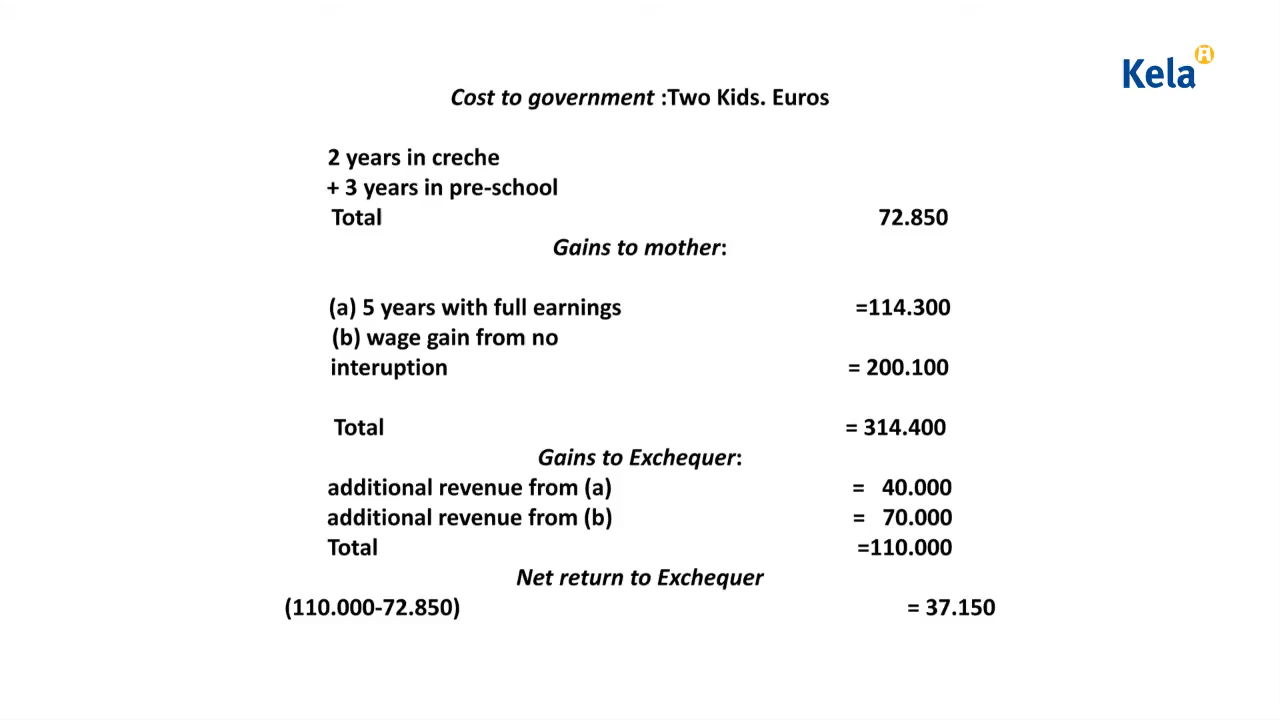 Kela
Cost to government :Two Kids. Euros
2 years in creche
+ 3 years in pre-school
Total 72.850
Gains to mother:
(a) 5 years with full earnings =114.300
(b) wage gain from no
interuption = 200.100
Total = 314.400
Gains to Exchequer:
additional revenue from (a) = 40.000
additional revenue from (b) = 70.000
Total =110.000
Net return to Exchequer
(110.000-72.850) = 37.150